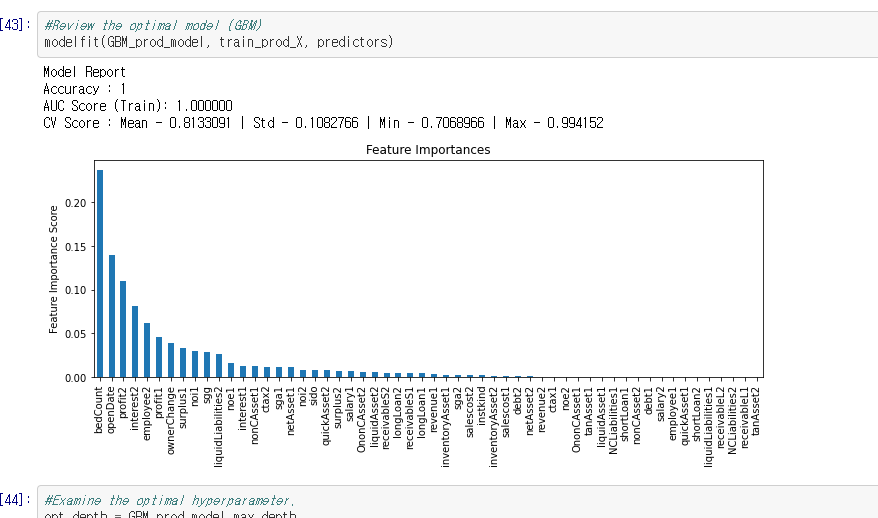 [43]:
#Review the optimal model (GBM)
modelfit(GBM_prod_model, train_prod_X, predictors)
Model Report
Accuracy : 1
AUC Score (Train): 1.000000
CV Score : Mean - 0.8133091 | Std - 0.1082766 | Min - 0.7068966 | Max - 0.994152
Feature Importances
Feature Importance Score
0.20
0.15
0.10
0.05
0.00
bedCount
openDate
profit2
interest2
employee2
profit1
ownerChange
surplus1
noi1
sgg
liquidLiabilities2
noe1
interest1
nonCAsset1
ctax2
sga1
netAsset1
noi2
sido
quickAsset2
surplus2
salary1
OnonCAsset2
liquidAsset2
receivableS2
longLoan2
receivableS1
longLoan1
revenue1
inventoryAsset1
sga2
salescost2
instkind
inventoryAsset2
salescost1
debt2
netAsset2
revenue2
ctax1
noe2
OnonCAsset1
tanAsset1
liquidAsset1
NCLiabilities1
shortLoan1
nonCAsset2
debt1
salary2
employee1
quickAsset1
shortLoan2
liquidLiabilities1
receivableL2
NCLiabilities2
receivableL1
tanAsset2
[44]:
#Examine the optimal hyperparameter.
opt_depth = GBM_prod_model.max_depth